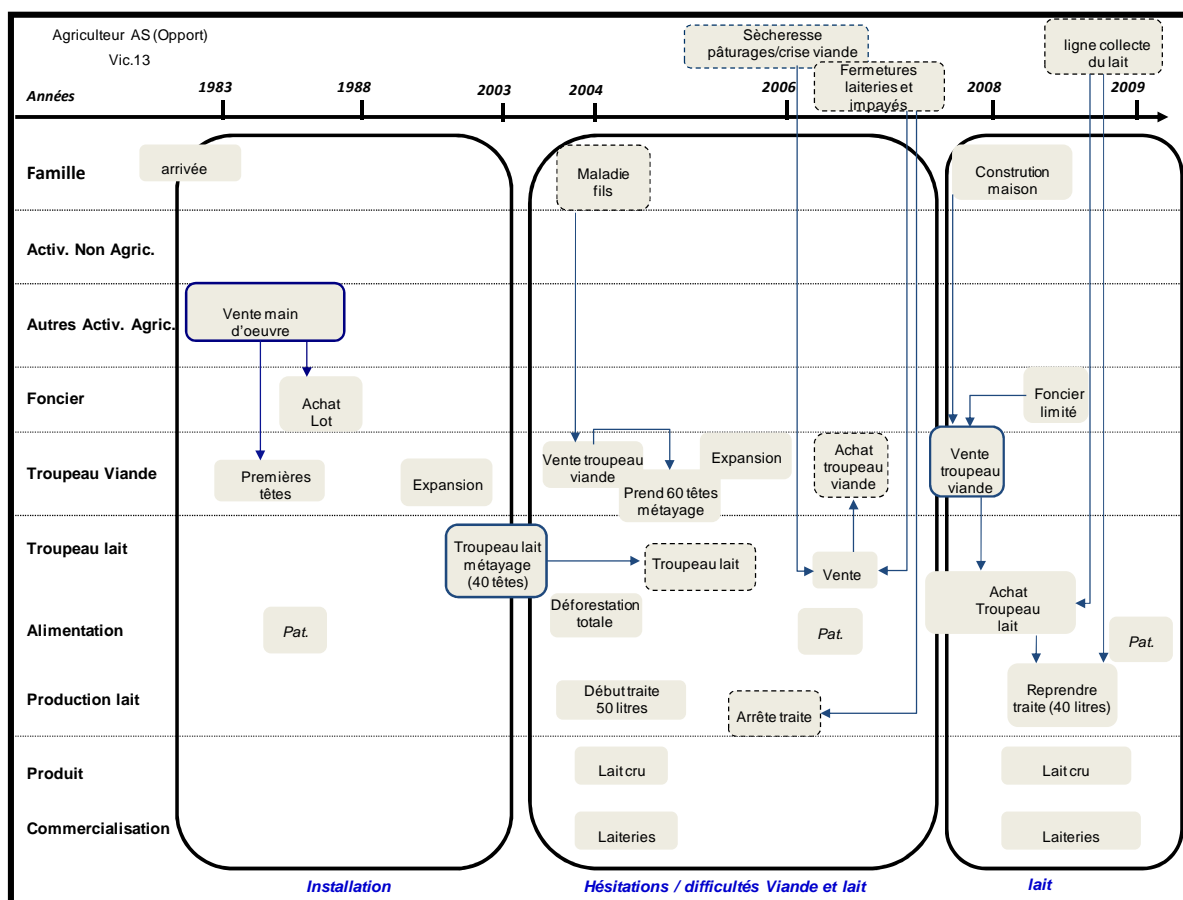 Agriculteur AS (Opport)
Vic.13
Sècheresse
pâturages/crise viande
Fermetures
laiteries et
impayés
ligne collecte
du lait
Années
1983
1988
2003
2004
2006
2008
2009
Famille
arrivée
Maladie
fils
Constrution
maison
Activ. Non Agric.
Autres Activ. Agric.
Vente main
d'oeuvre
Foncier
Achat
Lot
Foncier
limité
Troupeau Viande
Premières
têtes
Expansion
Vente troupeau
viande
Prend 60 têtes
métayage
Expansion
Achat
troupeau
viande
Vente
troupeau
viande
Troupeau lait
Troupeau lait
métayage
(40 têtes)
Troupeau lait
Vente
Achat
Troupeau
lait
Alimentation
Pat.
Déforestation
totale
Pat.
Pat.
Production lait
Début traite
50 litres
Arrête traite
Reprendre
traite (40 litres)
Produit
Lait cru
Lait cru
Commercialisation
Laiteries
Laiteries
Installation
Hésitations / difficultés Viande et lait
lait